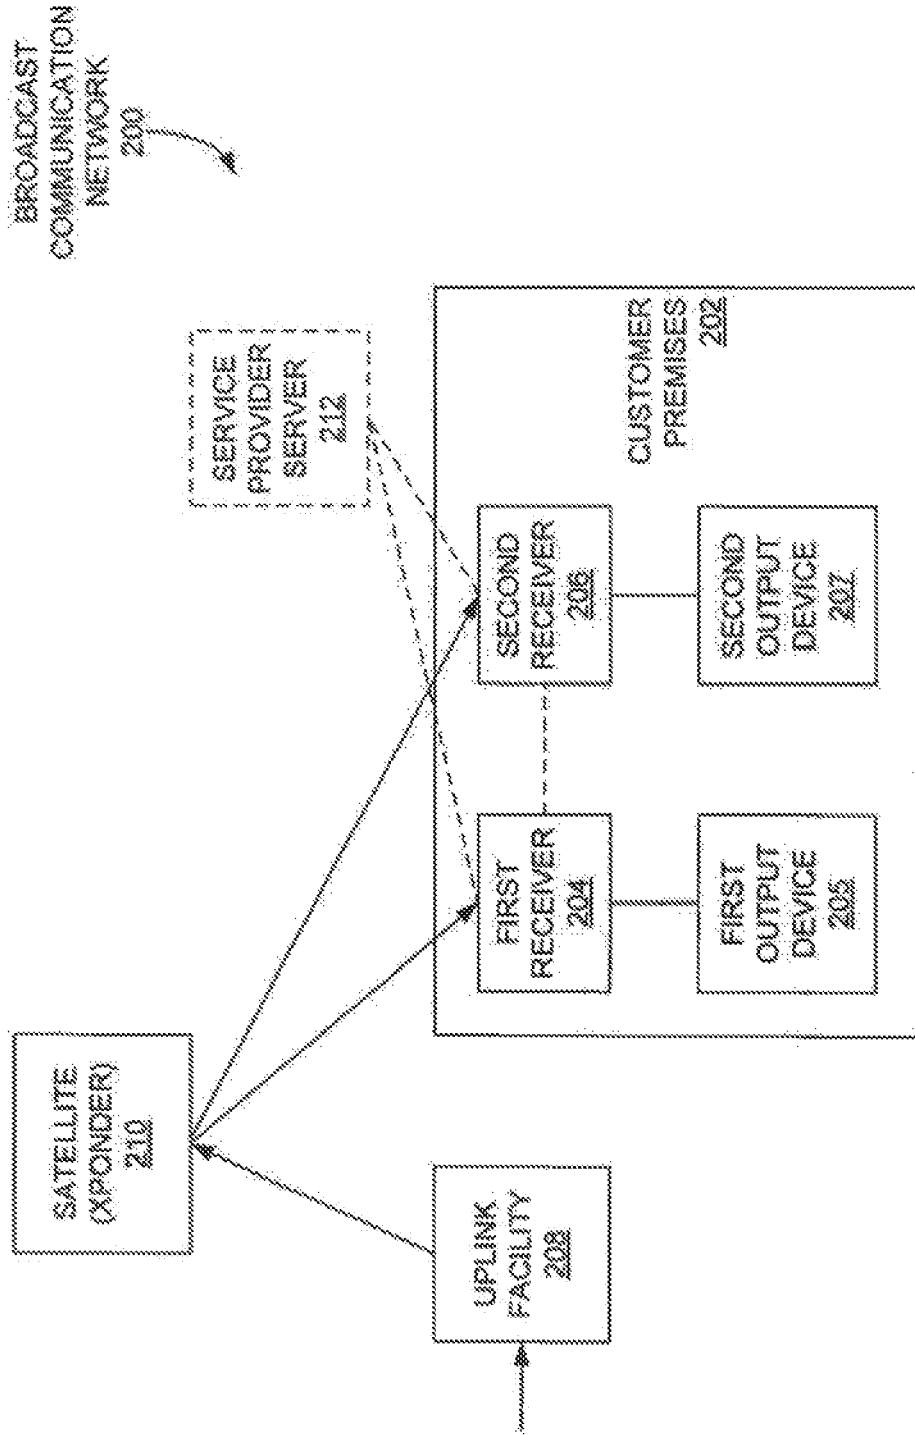 BROADCAST
COMMUNICATION
NETWORK
200
SATELLITE
(XPONDER)
210
SERVICE
PROVIDER
SERVER
212
UPLINK
FACILITY
208
FIRST
RECEIVER
204
SECOND
RECEIVER
206
FIRST
OUTPUT
DEVICE
205
SECOND
OUTPUT
DEVICE
207
CUSTOMER
PREMISES
202